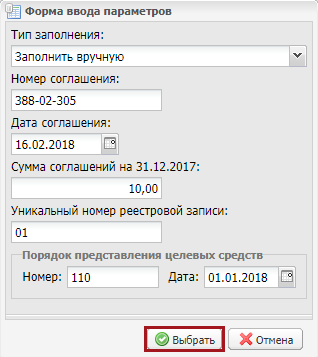 Форма ввода параметров
Тип заполнения:
Заполнить вручную
Номер соглашения:
388-02-305
Дата соглашения:
16.02.2018
Сумма соглашений на 31.12.2017:
10,00
Уникальный номер реестровой записи:
01
Порядок представления целевых средств
Номер: 110 Дата: 01.01.2018
Выбрать Отмена